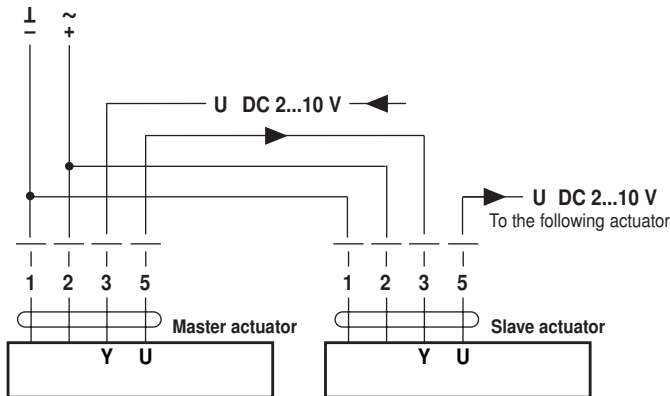 ⊥ ~
– +
U DC 2...10 V
U DC 2...10 V
To the following actuator
1 2 3 5
1 2 3 5
Master actuator
Slave actuator
Y U
Y U